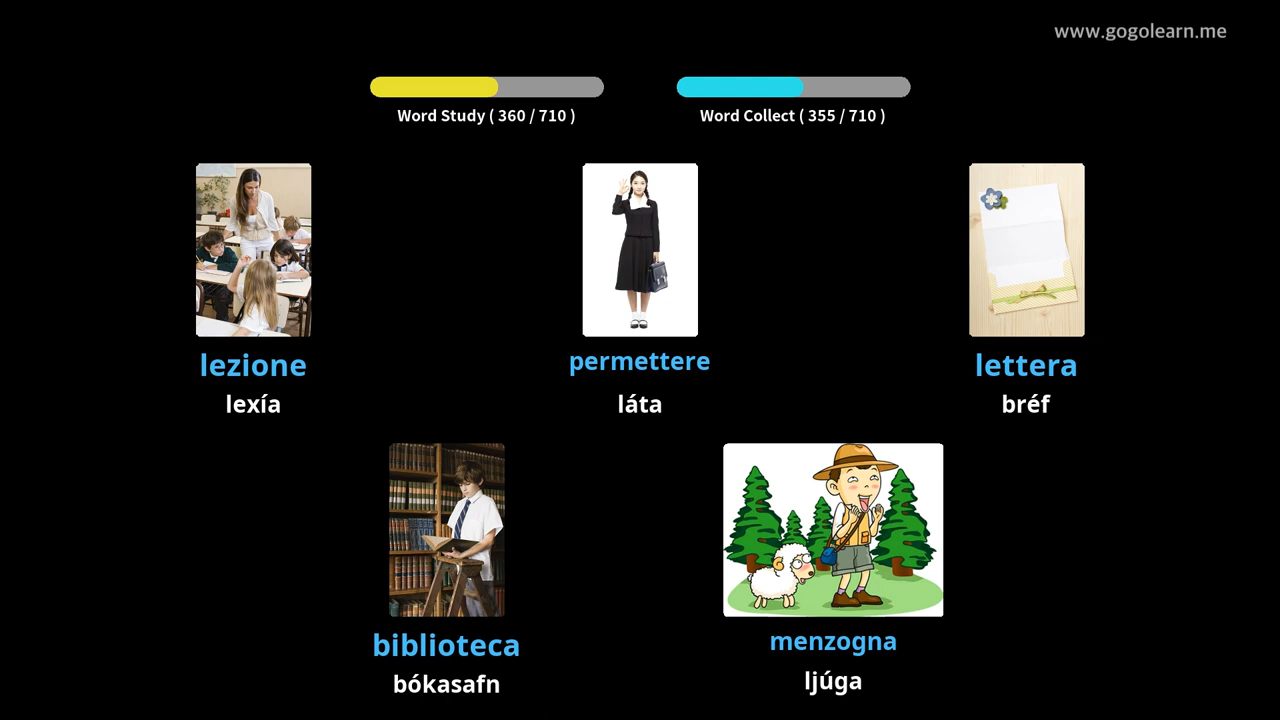 www.gogolearn.me
Word Study ( 360 / 710 )
Word Collect ( 355 / 710 )
lezione
lexía
permettere
láta
lettera
bréf
biblioteca
bókasafn
menzogna
ljúga